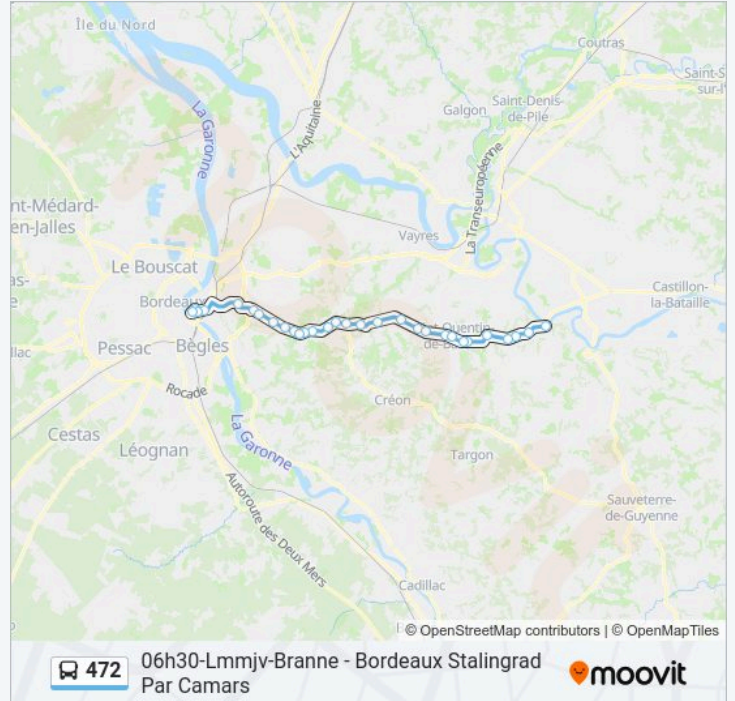 Île du Nord
Coutras
Saint-S
sur-l'
La Garonne
L'Aquitaine
Galgon
Saint-Denis-
de-Pile
La Transeuropéenne
nt-Médard-
en-Jalles
Vayres
Le Bouscat
as-
Castillon-
la-Bataille
Bordeaux
llac
Quentin-
Pessac
Bègles
Rocade
Créon
Cestas
La Garonne
Léognan
Targon
Autoroute des Deux Mers
Sauveterre-
de-Guyenne
Cadillac
© OpenStreetMap contributors | © OpenMapTiles
472
06h30-Lmmjv-Branne - Bordeaux Stalingrad
Par Camars
moovit